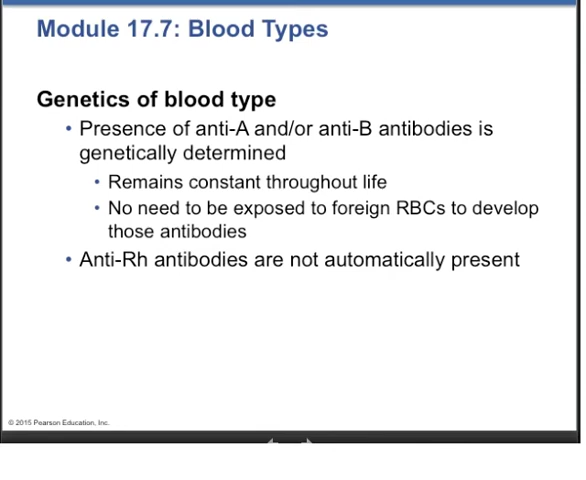 Module 17.7: Blood Types
Genetics of blood type
• Presence of anti-A and/or anti-B antibodies is
genetically determined
• Remains constant throughout life
• No need to be exposed to foreign RBCs to develop
those antibodies
• Anti-Rh antibodies are not automatically present
© 2015 Pearson Education, Inc.